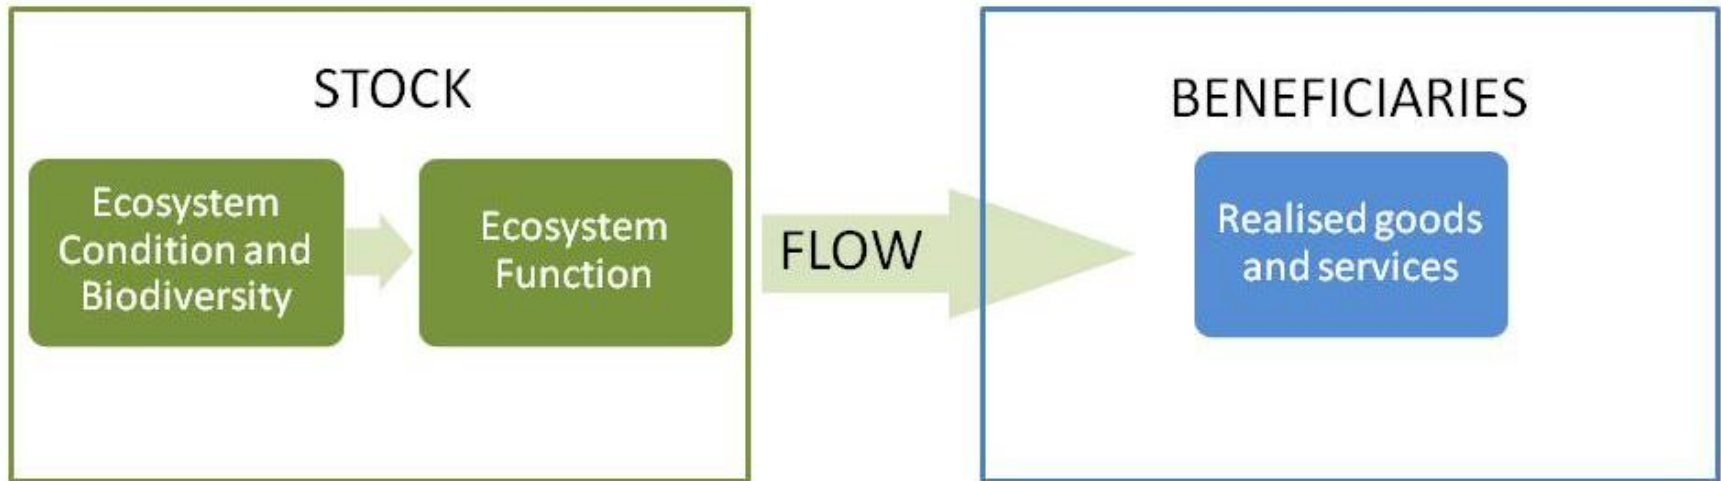 STOCK
Ecosystem
Condition and
Biodiversity
Ecosystem
Function
FLOW
BENEFICIARIES
Realised goods
and services